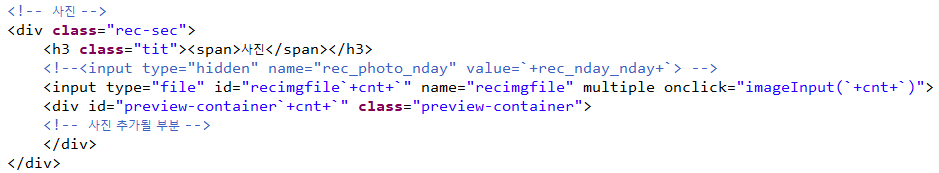 <!-- 사진 -->
<div class="rec-sec">
<h3 class="tit"><span>사진</span></h3>
<!--<input type="hidden" name="rec_photo_nday" value=`+rec_nday_nday+`> -->
<input type="file" id="recimgfile`+cnt+`" name="recimgfile" multiple onclick="imageInput(`+cnt+`)">
<div id="preview-container`+cnt+`" class="preview-container">
<!-- 사진 추가될 부분 -->
</div>
</div>